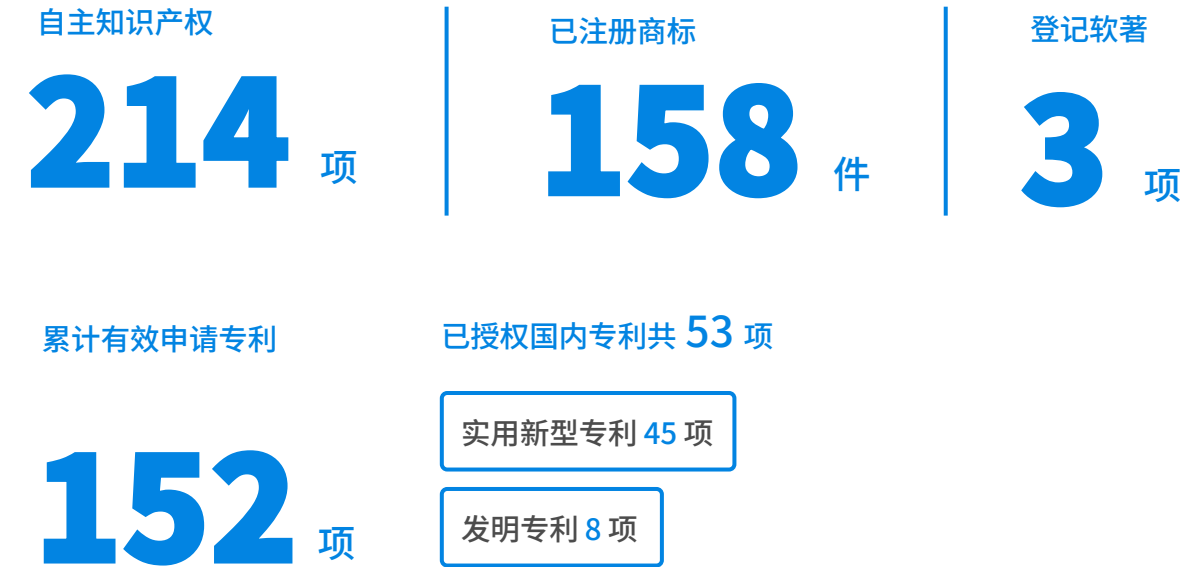 自主知识产权
214 项
已注册商标
158 件
登记软著
3 项
累计有效申请专利
152 项
已授权国内专利共 53 项
实用新型专利 45 项
发明专利 8 项